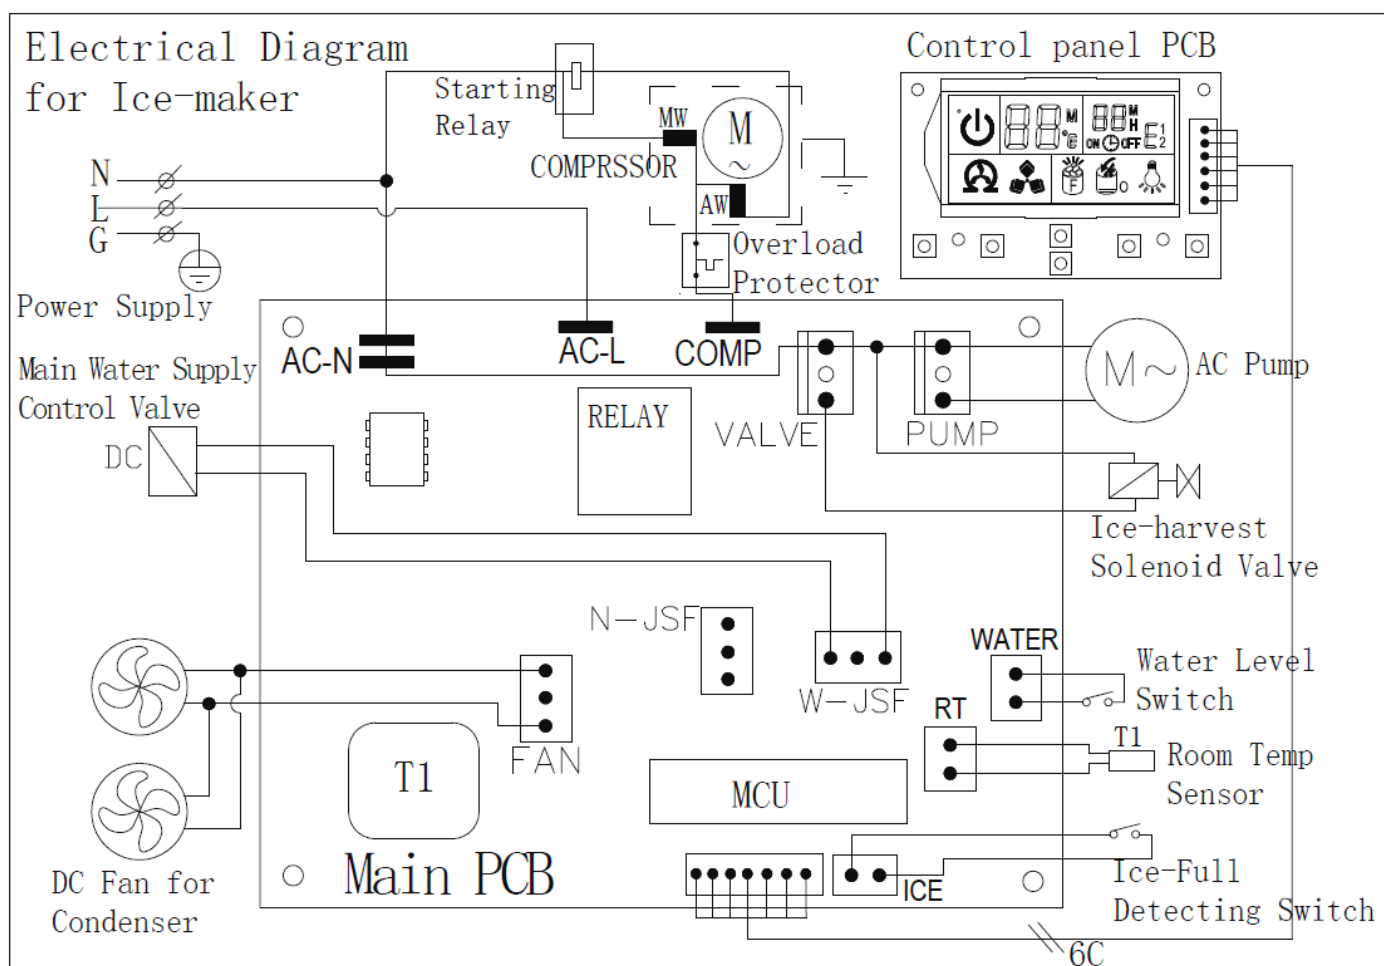 Electrical Diagram
for Ice-maker
Starting
Relay
MW
M
~
COMPRSSOR
AW
Overload
Protector
Control panel PCB
88
M
°C
88
M
H
ON
OFF
E1
2
F
N
L
G
Power Supply
AC-N
AC-L
COMP
Main Water Supply
Control Valve
DC
RELAY
VALVE
PUMP
M~
AC Pump
Ice-harvest
Solenoid Valve
N-JSF
W-JSF
WATER
Water Level
Switch
RT
T1
Room Temp
Sensor
FAN
T1
MCU
DC Fan for
Condenser
Main PCB
ICE
Ice-Full
Detecting Switch
6C